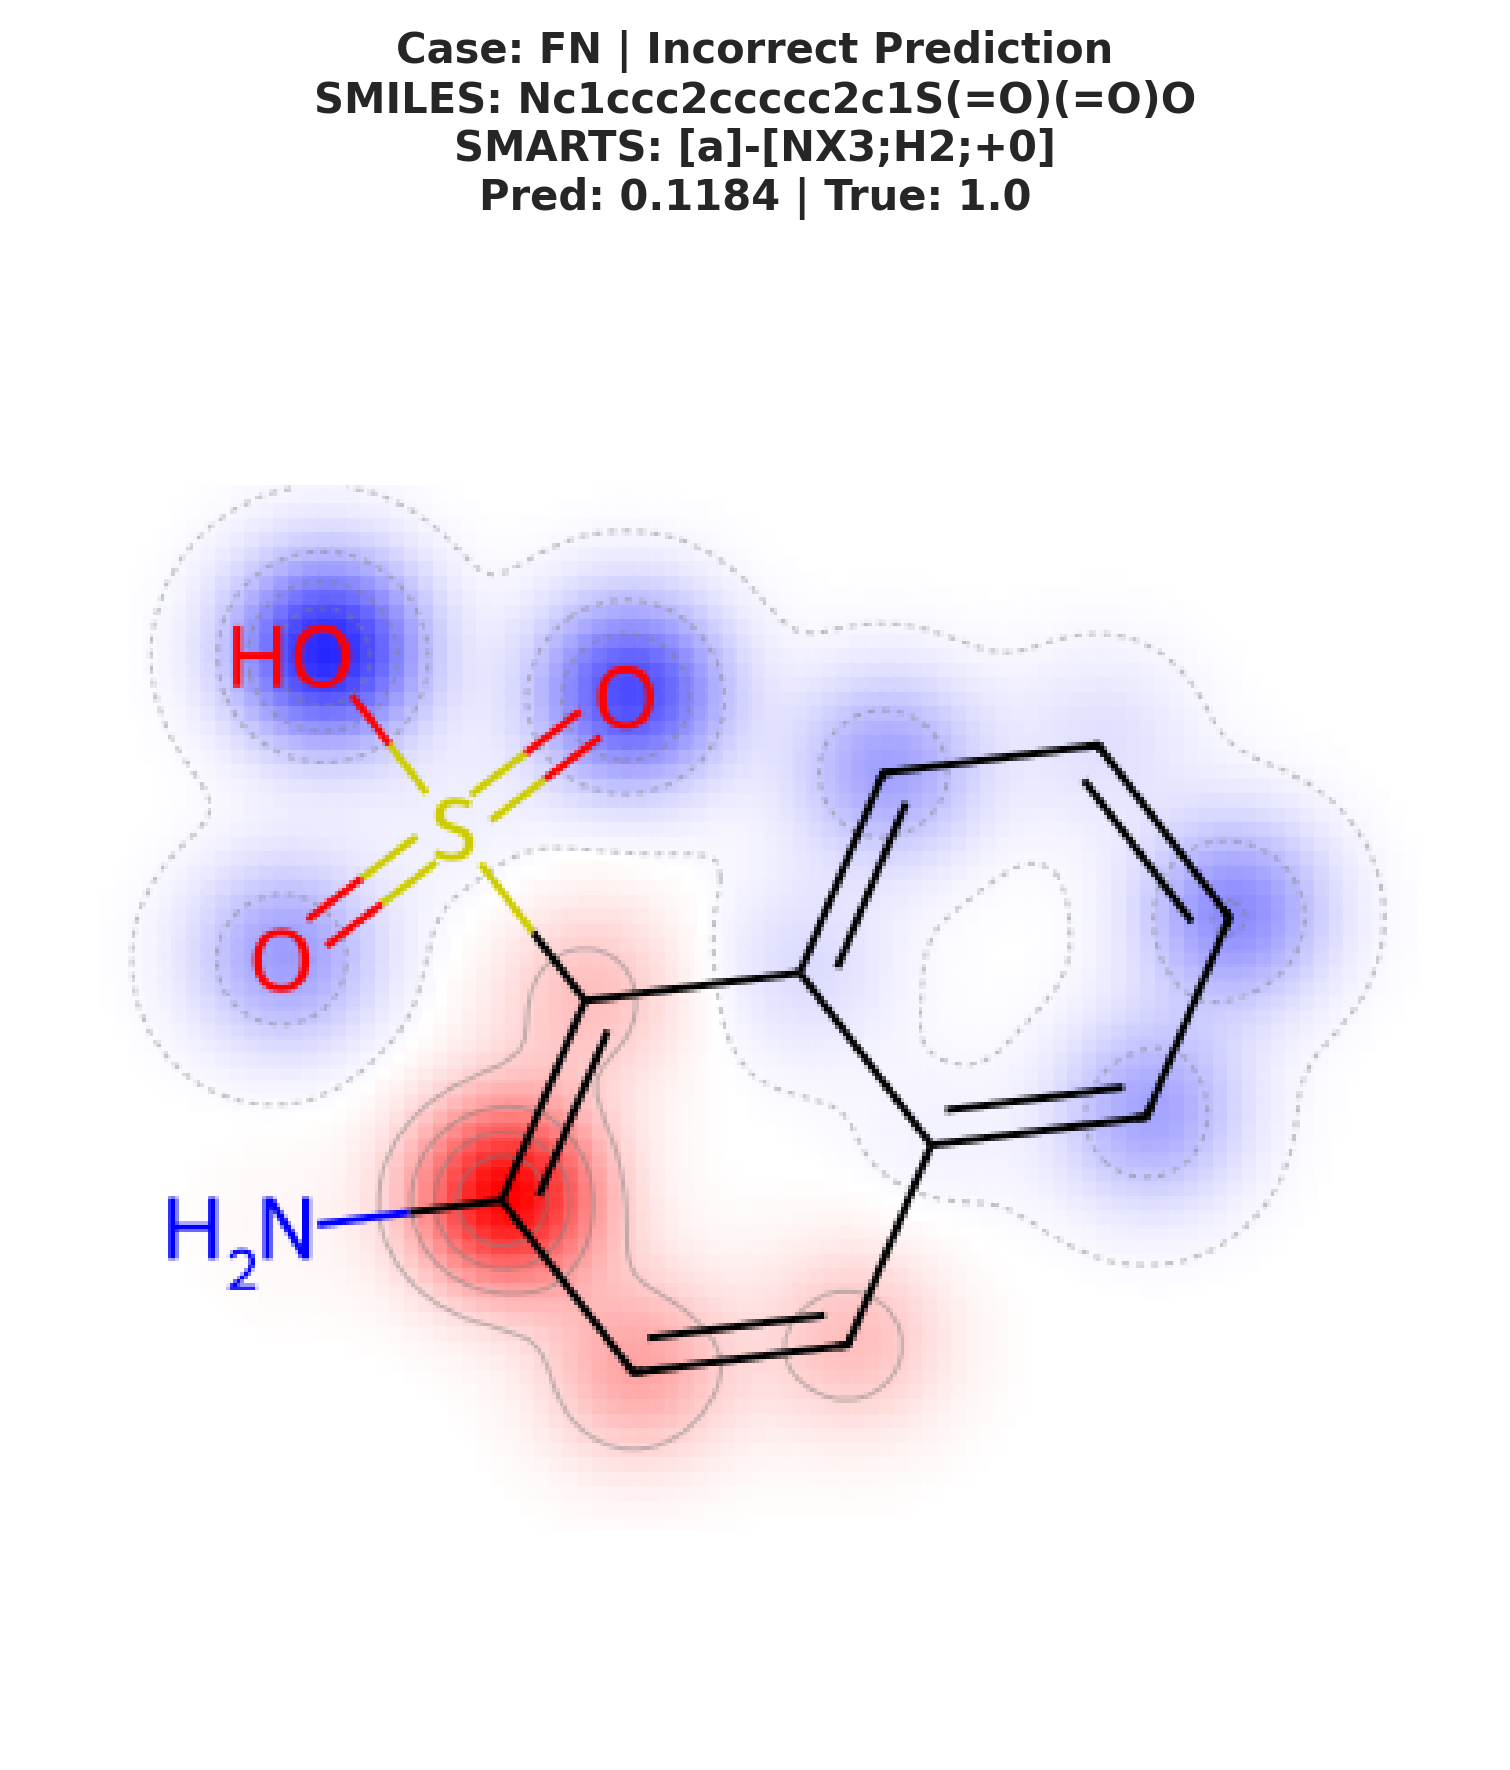 Case: FN | Incorrect Prediction
SMILES: Nc1ccc2ccccc2c1S(=O)(=O)O
SMARTS: [a]-[NX3;H2;+0]
Pred: 0.1184 | True: 1.0
HO
O
S
O
H2N